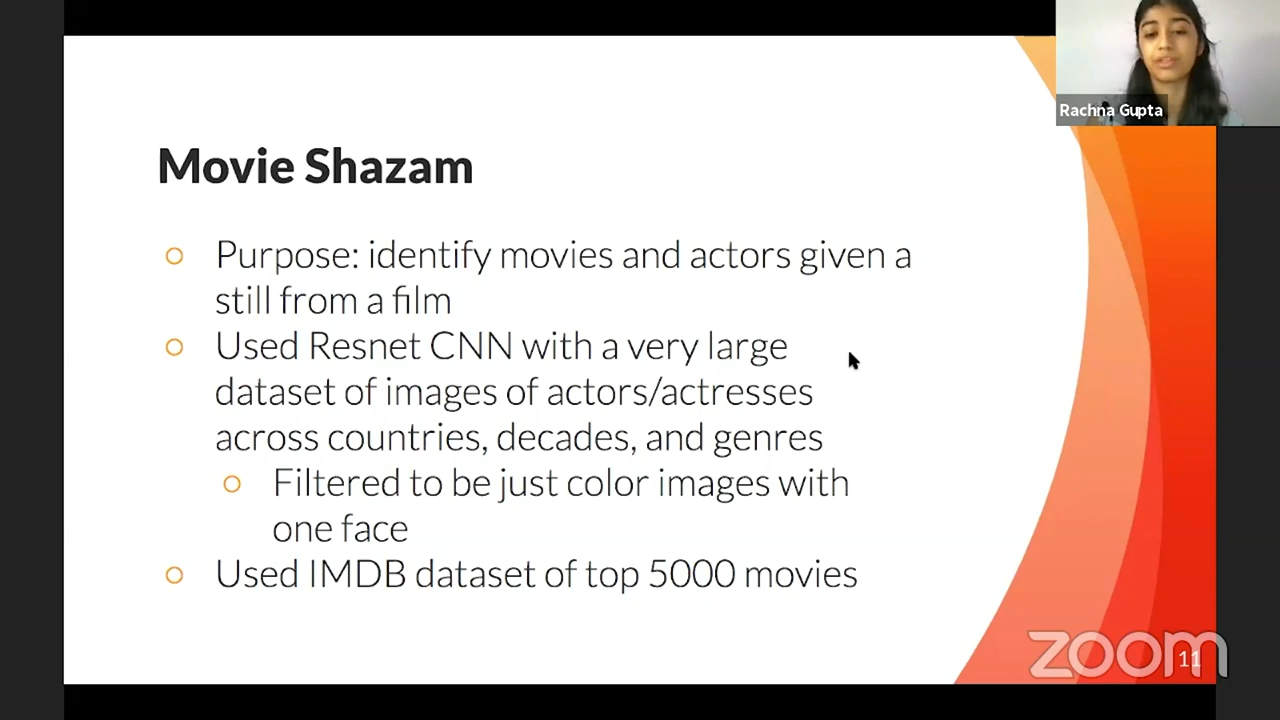 Rachna Gupta
Movie Shazam
Purpose: identify movies and actors given a
still from a film
Used Resnet CNN with a very large
dataset of images of actors/actresses
across countries, decades, and genres
Filtered to be just color images with
one face
Used IMDB dataset of top 5000 movies
zoom
11